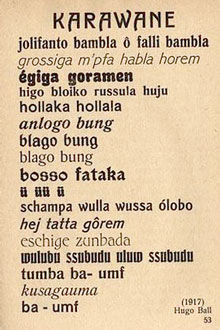 KARAWANE
jolifanto bambla ô falli bambla
grossiga m'pfa habla horem
égiga goramen
higo bloiko russula huju
hollaka hollala
anlogo bung
blago bung
blago bung
bosso fataka
ü üü ü
schampa wulla wussa ólobo
hej tatta gôrem
eschige zunbada
wulubu ssubudu uluw ssubudu
tumba ba- umf
kusagauma
ba - umf
(1917)
Hugo Ball
53